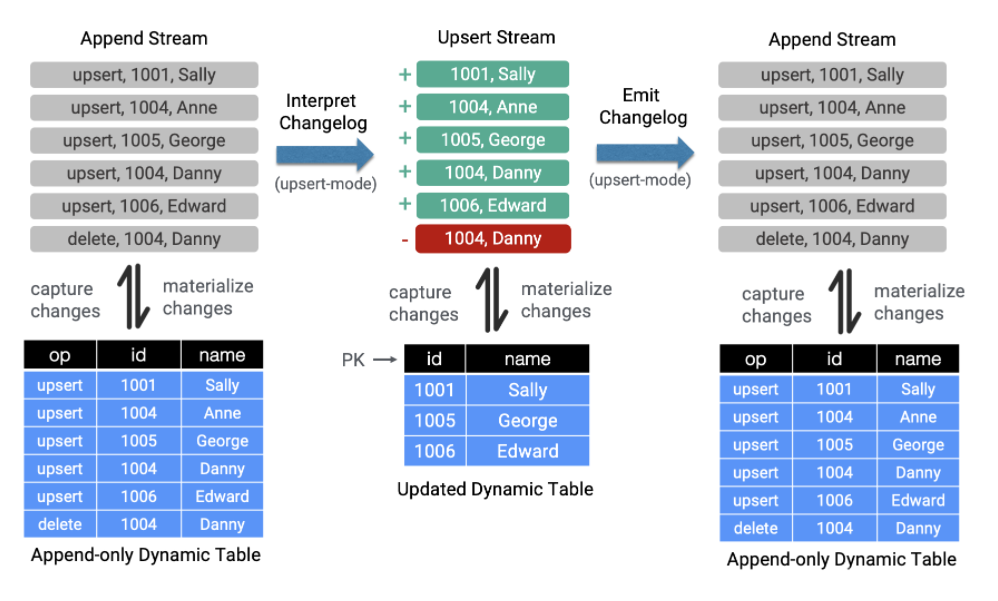 Append Stream
upsert, 1001, Sally
upsert, 1004, Anne
upsert, 1005, George
upsert, 1004, Danny
upsert, 1006, Edward
delete, 1004, Danny
capture
changes
materialize
changes
op id name
upsert 1001 Sally
upsert 1004 Anne
upsert 1005 George
upsert 1004 Danny
upsert 1006 Edward
delete 1004 Danny
Append-only Dynamic Table
Interpret
Changelog
(upsert-mode)
Upsert Stream
+ 1001, Sally
+ 1004, Anne
+ 1005, George
+ 1004, Danny
+ 1006, Edward
- 1004, Danny
capture
changes
materialize
changes
PK
id name
1001 Sally
1005 George
1006 Edward
Updated Dynamic Table
Emit
Changelog
(upsert-mode)
Append Stream
upsert, 1001, Sally
upsert, 1004, Anne
upsert, 1005, George
upsert, 1004, Danny
upsert, 1006, Edward
delete, 1004, Danny
capture
changes
materialize
changes
op id name
upsert 1001 Sally
upsert 1004 Anne
upsert 1005 George
upsert 1004 Danny
upsert 1006 Edward
delete 1004 Danny
Append-only Dynamic Table